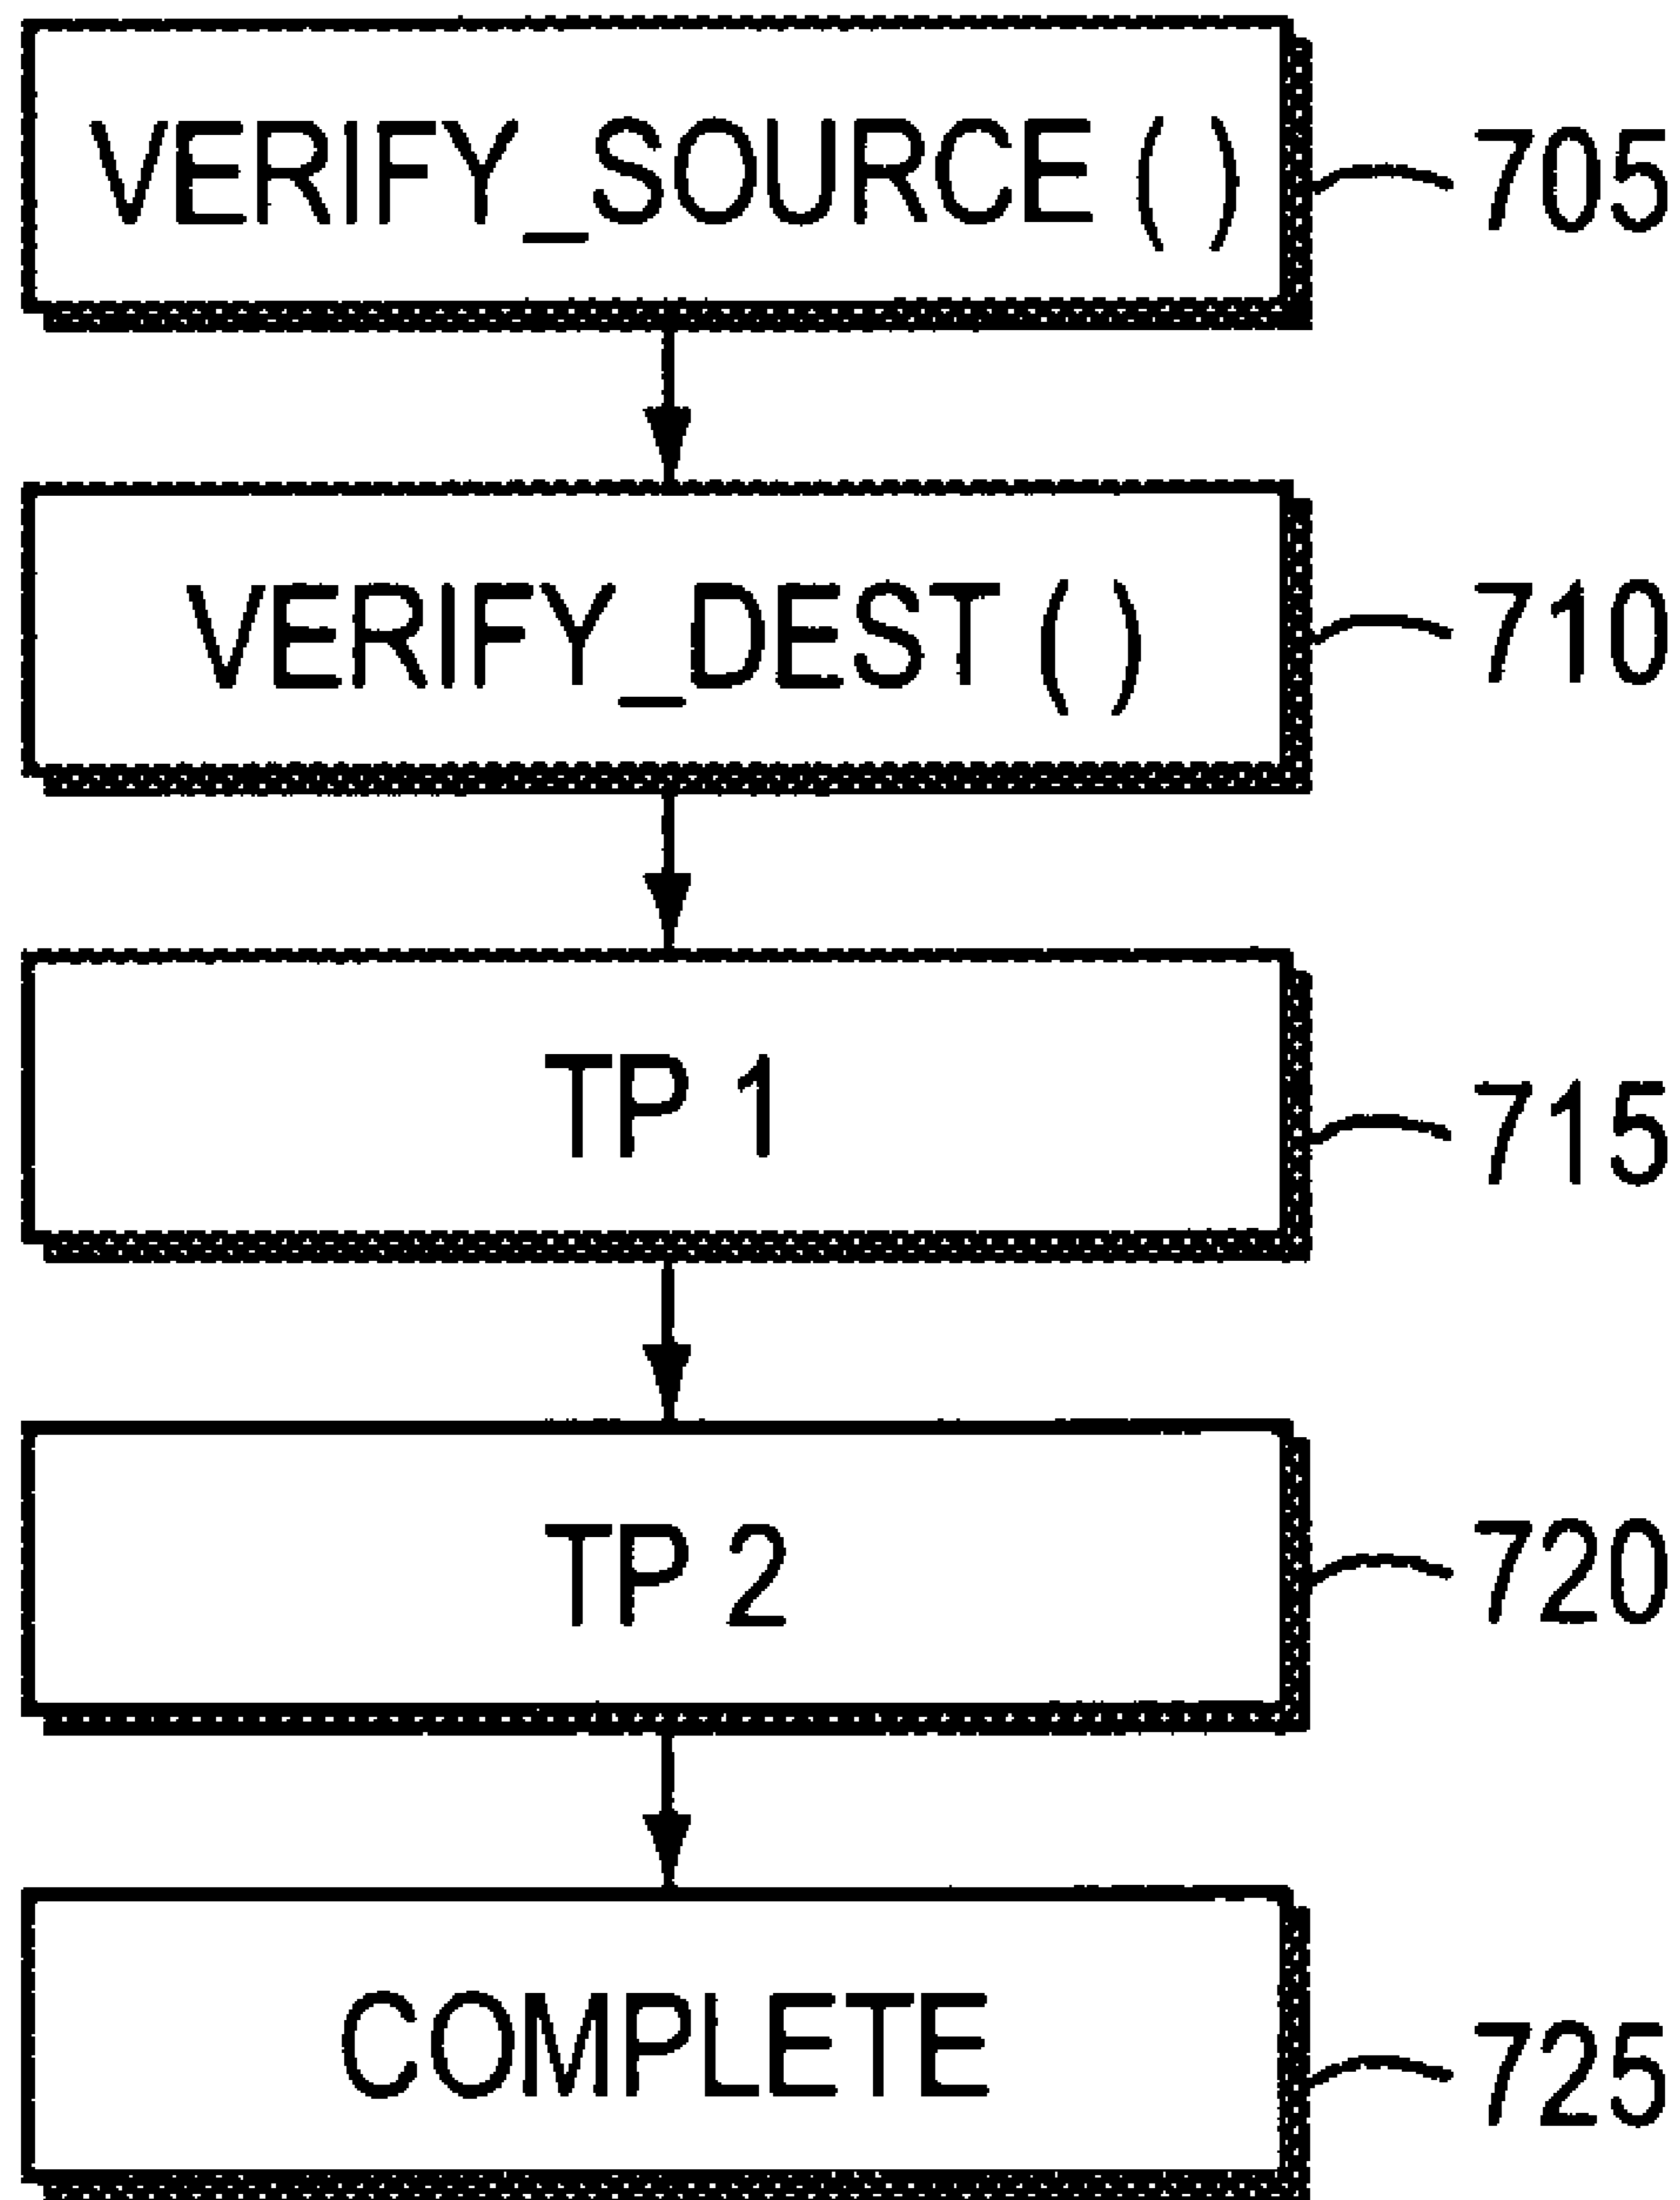 VERIFY_SOURCE ( ) 705
VERIFY_DEST ( ) 710
TP 1 715
TP 2 720
COMPLETE 725